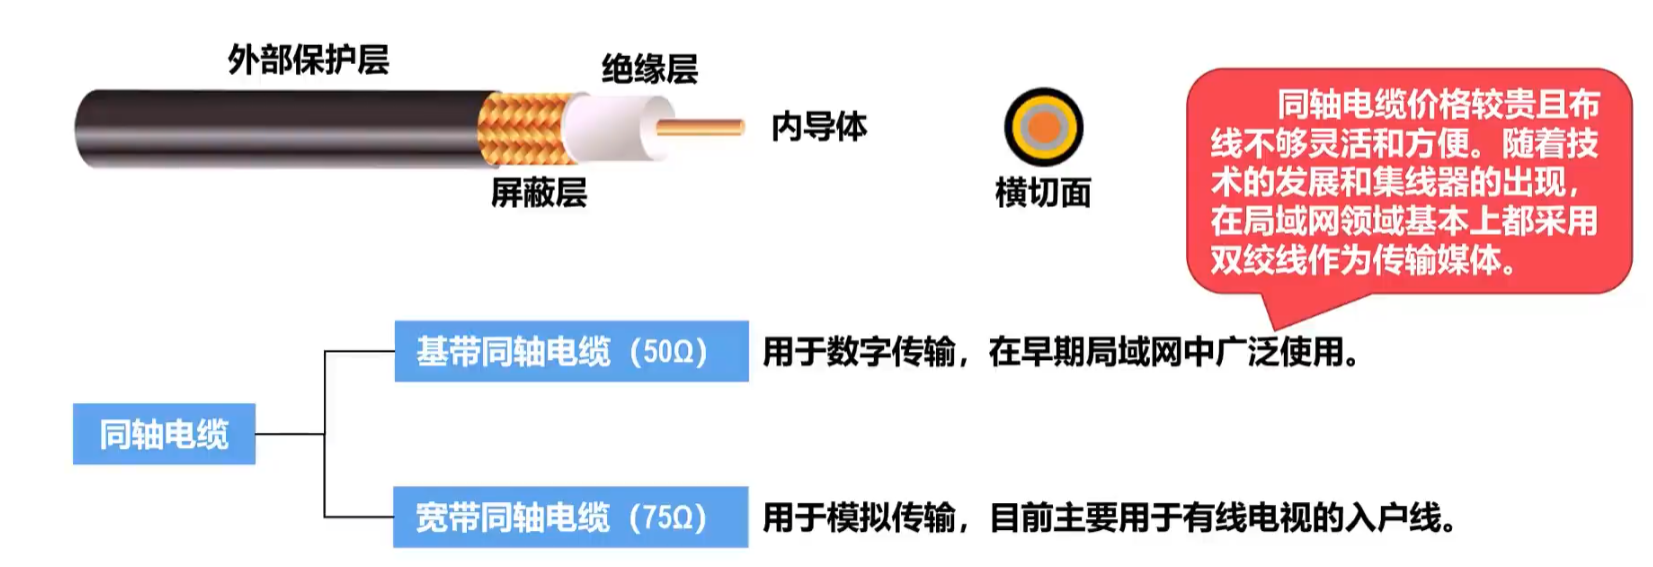 外部保护层
绝缘层
内导体
屏蔽层
横切面
同轴电缆价格较贵且布
线不够灵活和方便。随着技
术的发展和集线器的出现，
在局域网领域基本上都采用
双绞线作为传输媒体。
基带同轴电缆（50Ω）
用于数字传输，在早期局域网中广泛使用。
同轴电缆
宽带同轴电缆（75Ω）
用于模拟传输，目前主要用于有线电视的入户线。